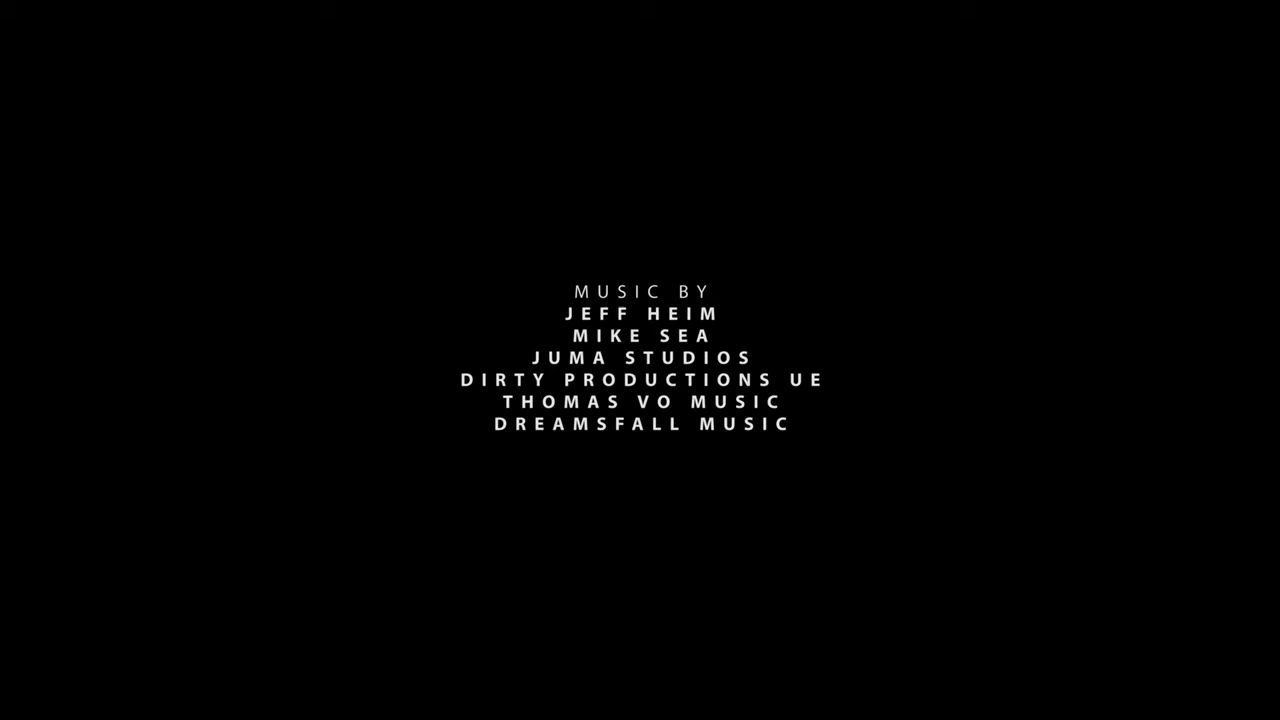 MUSIC BY
JEFF HEIM
MIKE SEA
JUMA STUDIOS
DIRTY PRODUCTIONS UE
THOMAS VO MUSIC
DREAMSFALL MUSIC